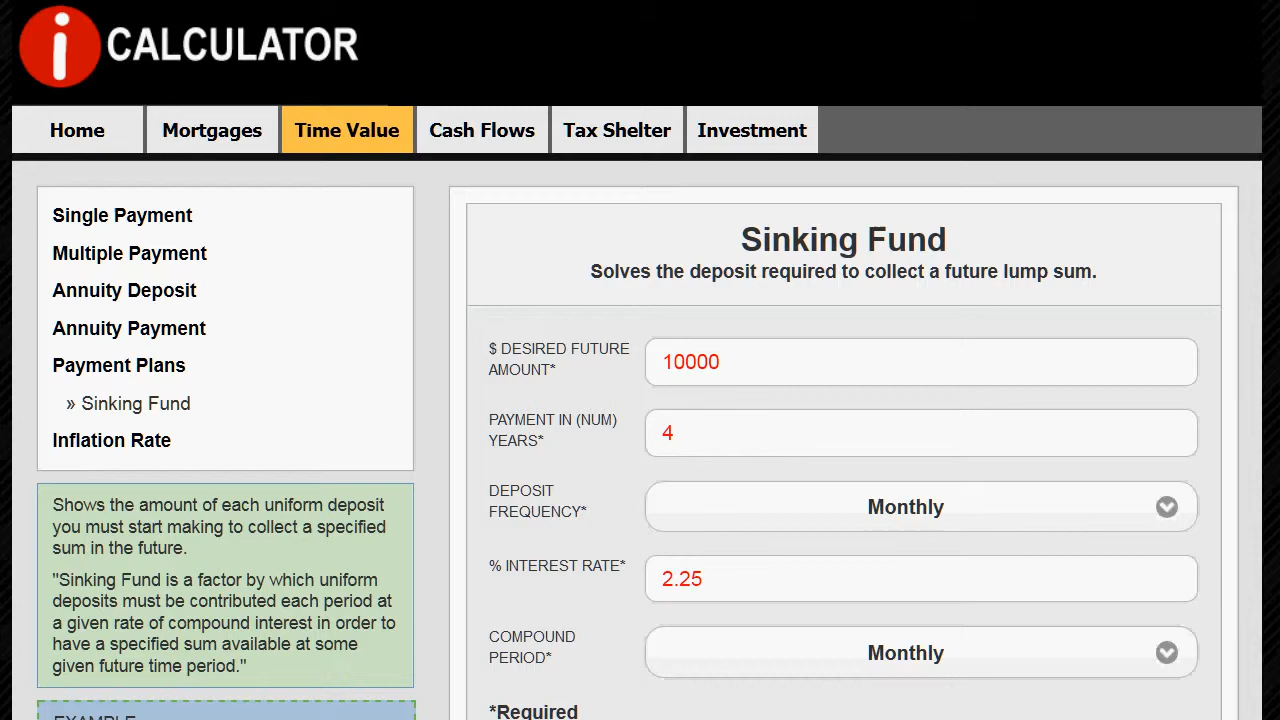 i CALCULATOR
Home Mortgages Time Value Cash Flows Tax Shelter Investment
Single Payment
Multiple Payment
Annuity Deposit
Annuity Payment
Payment Plans
» Sinking Fund
Inflation Rate
Shows the amount of each uniform deposit
you must start making to collect a specified
sum in the future.
"Sinking Fund is a factor by which uniform
deposits must be contributed each period at
a given rate of compound interest in order to
have a specified sum available at some
given future time period."
EXAMPLE
Sinking Fund
Solves the deposit required to collect a future lump sum.
$ DESIRED FUTURE
AMOUNT*
10000
PAYMENT IN (NUM)
YEARS*
4
DEPOSIT
FREQUENCY*
Monthly
% INTEREST RATE*
2.25
COMPOUND
PERIOD*
Monthly
*Required